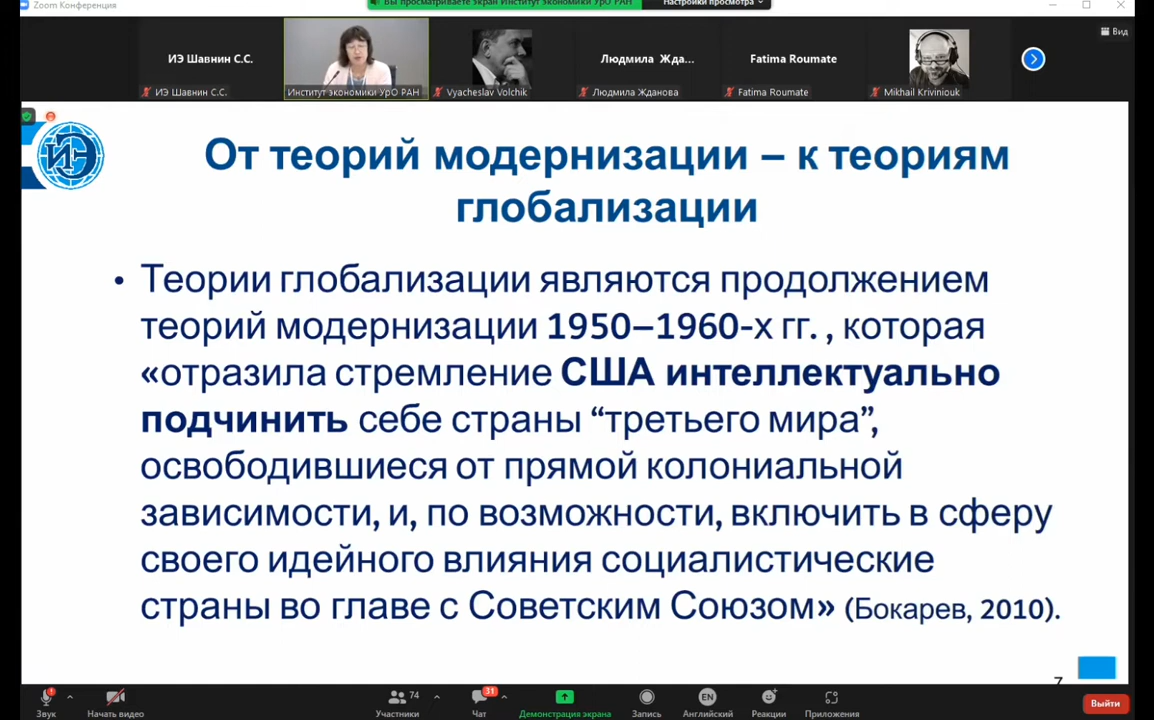 Zoom Конференция
Вы просматриваете экран Институт экономики УрО РАН
Настройки просмотра
Вид
ИЭ Шавнин С.С.
Людмила Жда...
Fatima Roumate
ИЭ Шавнин С.С.
Институт экономики УрО РАН
Vyacheslav Volchik
Людмила Жданова
Fatima Roumate
Mikhail Kriviniouk
ИЭ
От теорий модернизации – к теориям
глобализации
• Теории глобализации являются продолжением
теорий модернизации 1950–1960-х гг. , которая
«отразила стремление США интеллектуально
подчинить себе страны “третьего мира”,
освободившиеся от прямой колониальной
зависимости, и, по возможности, включить в сферу
своего идейного влияния социалистические
страны во главе с Советским Союзом» (Бокарев, 2010).
7
74
31
EN
Звук
Начать видео
Участники
Чат
Демонстрация экрана
Запись
Английский
Реакции
Приложения
Выйти